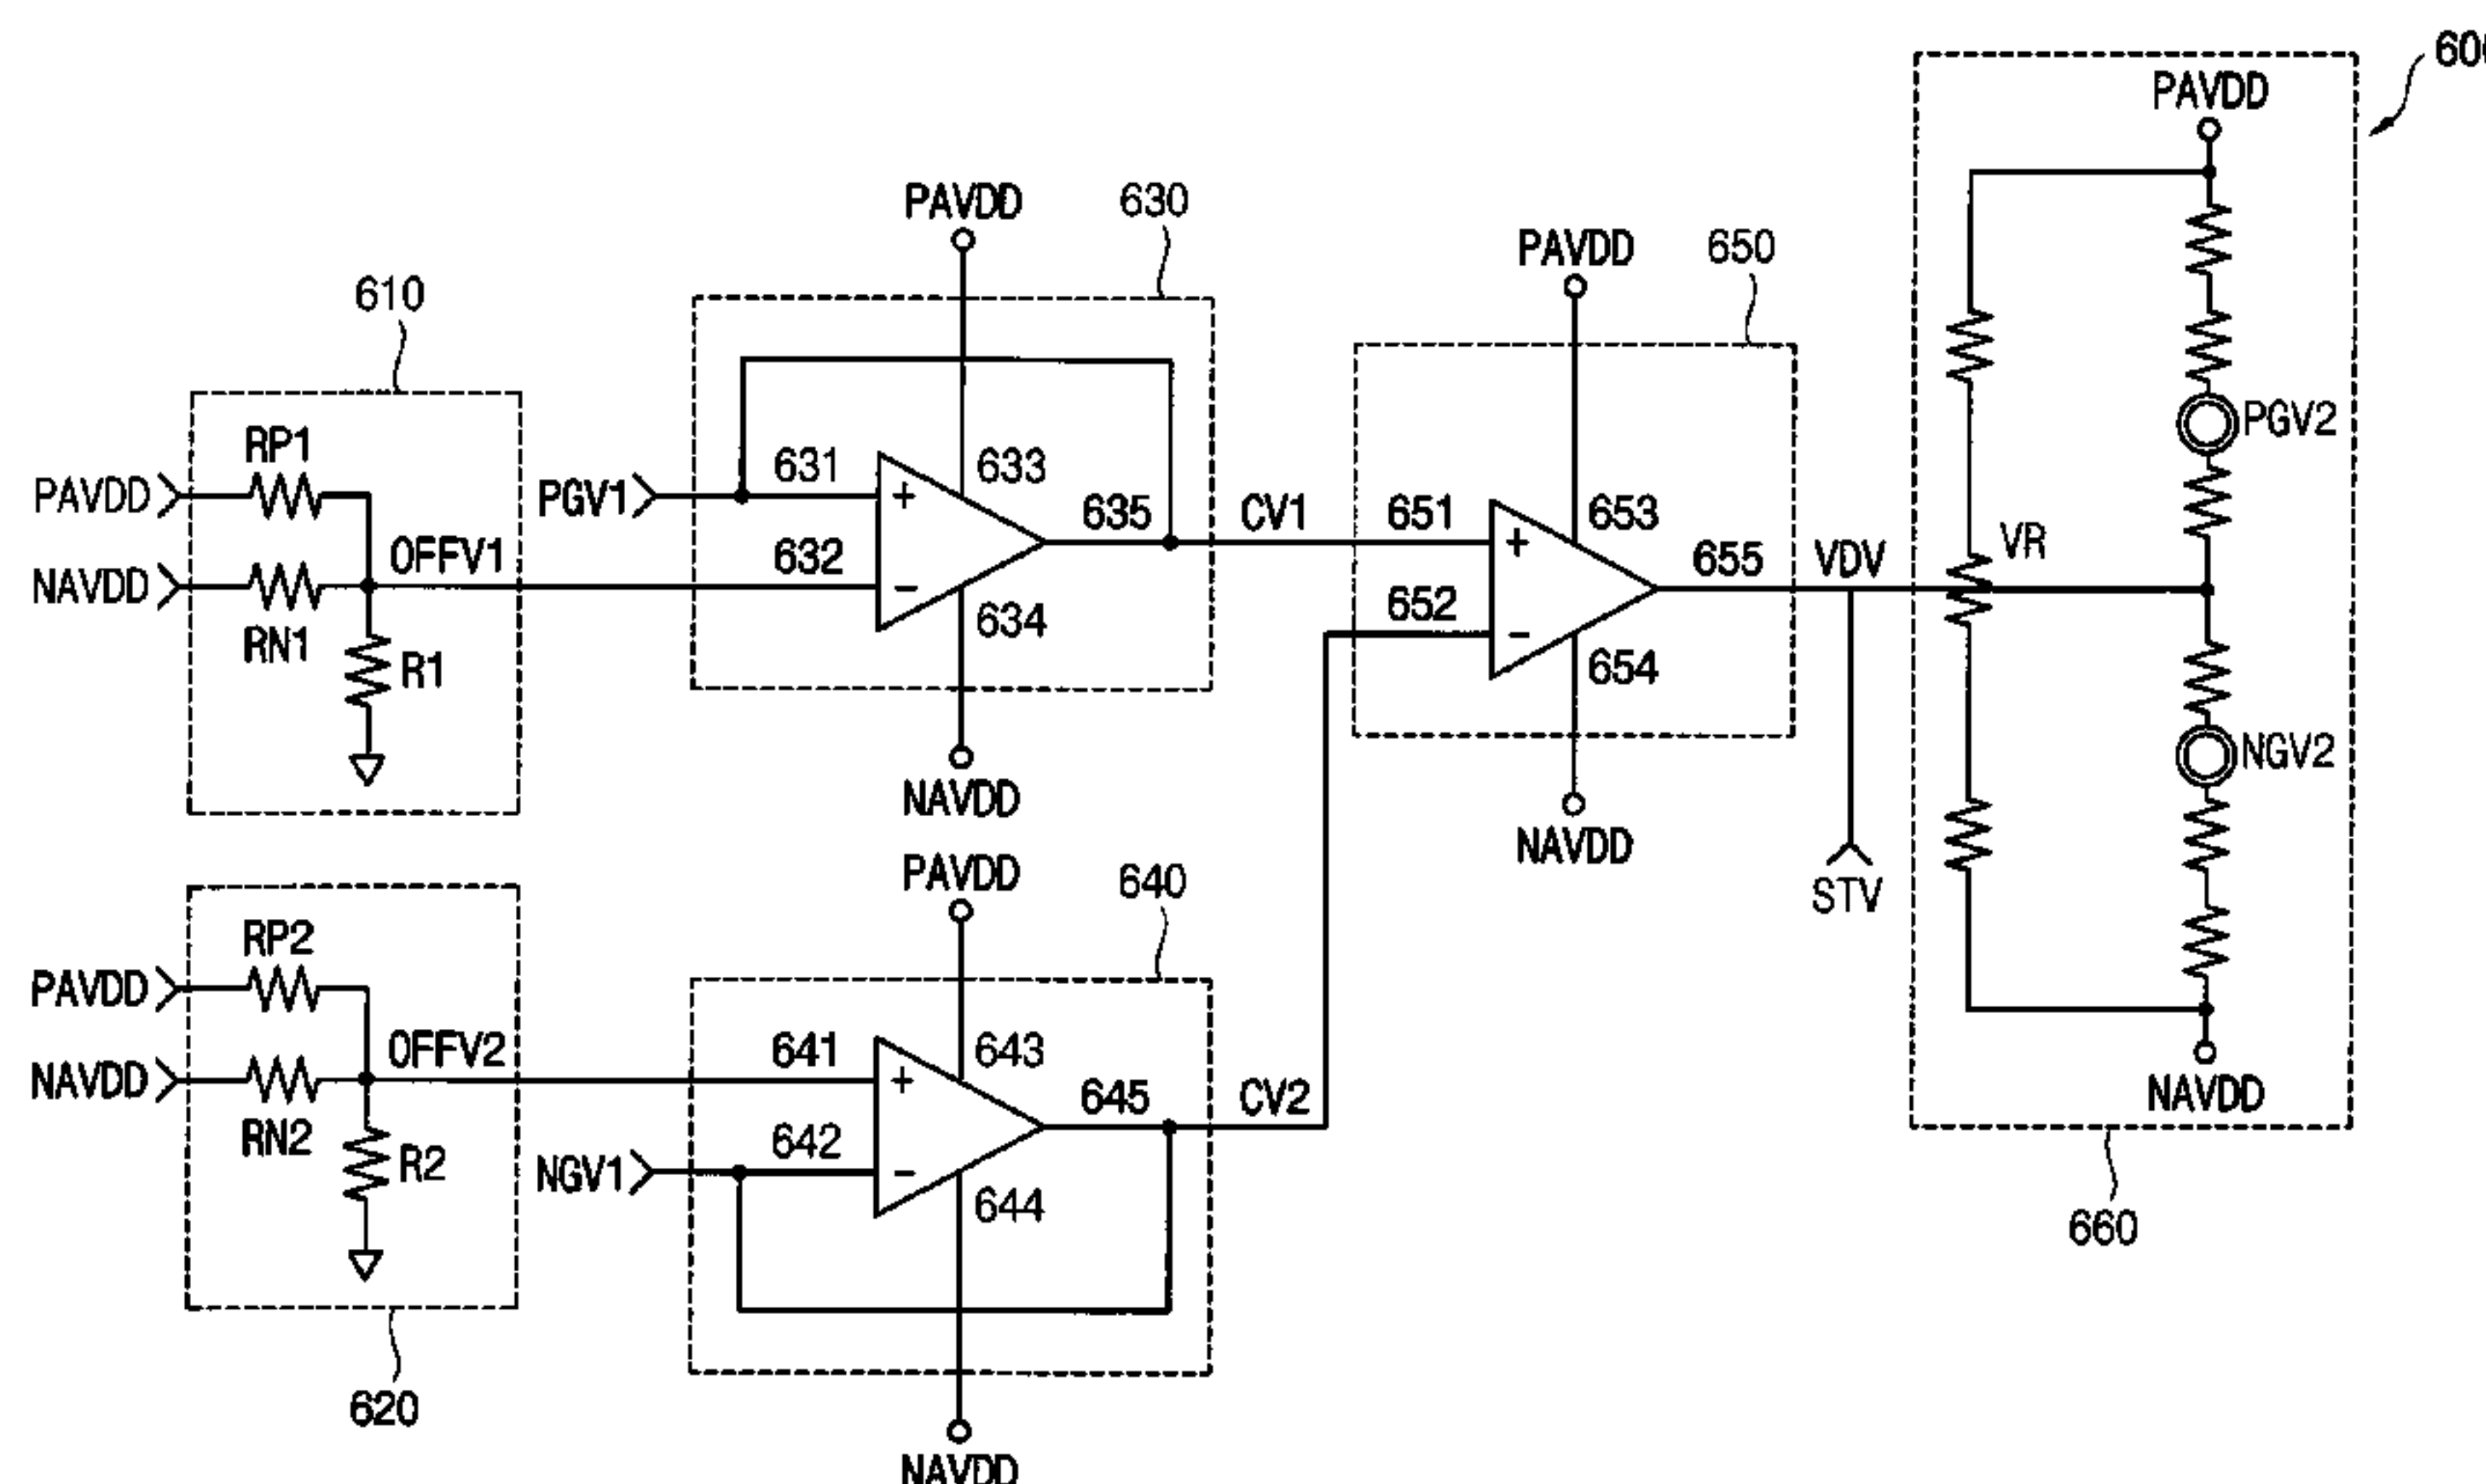 600
PAVDD
PAVDD
630
PAVDD
650
610
RP1
PGV2
PAVDD
631
633
PGV1
+
635
CV1
651
653
+
VR
NAVDD
OFFV1
632
-
655
VDV
RN1
634
652
-
R1
654
NGV2
NAVDD
NAVDD
PAVDD
640
STV
RP2
PAVDD
OFFV2
641
643
NAVDD
+
645
CV2
NAVDD
RN2
642
R2
NGV1
-
644
660
620
NAVDD